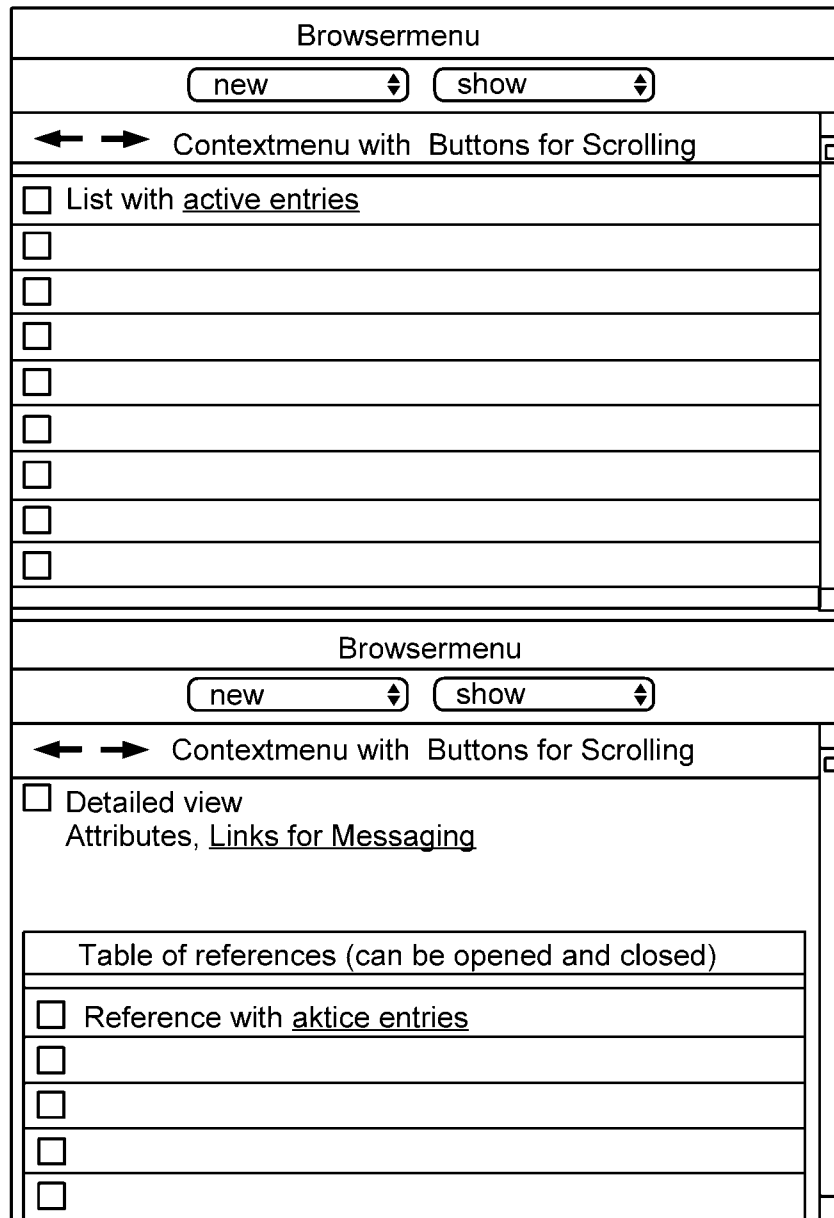 Browsermenu
new show
Contextmenu with Buttons for Scrolling
List with active entries
Browsermenu
new show
Contextmenu with Buttons for Scrolling
Detailed view
Attributes, Links for Messaging
Table of references (can be opened and closed)
Reference with aktice entries